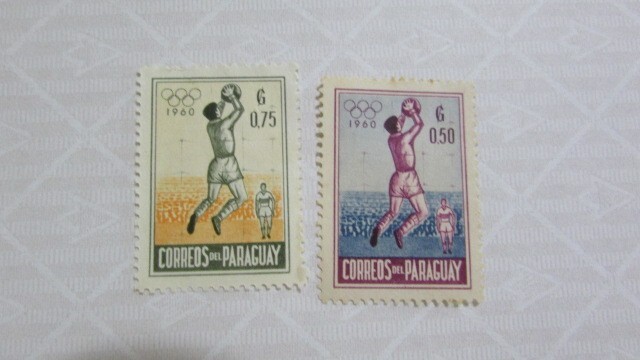 1960
G
0,75
CORREOS DEL PARAGUAY
1960
G
0,50
CORREOS DEL PARAGUAY